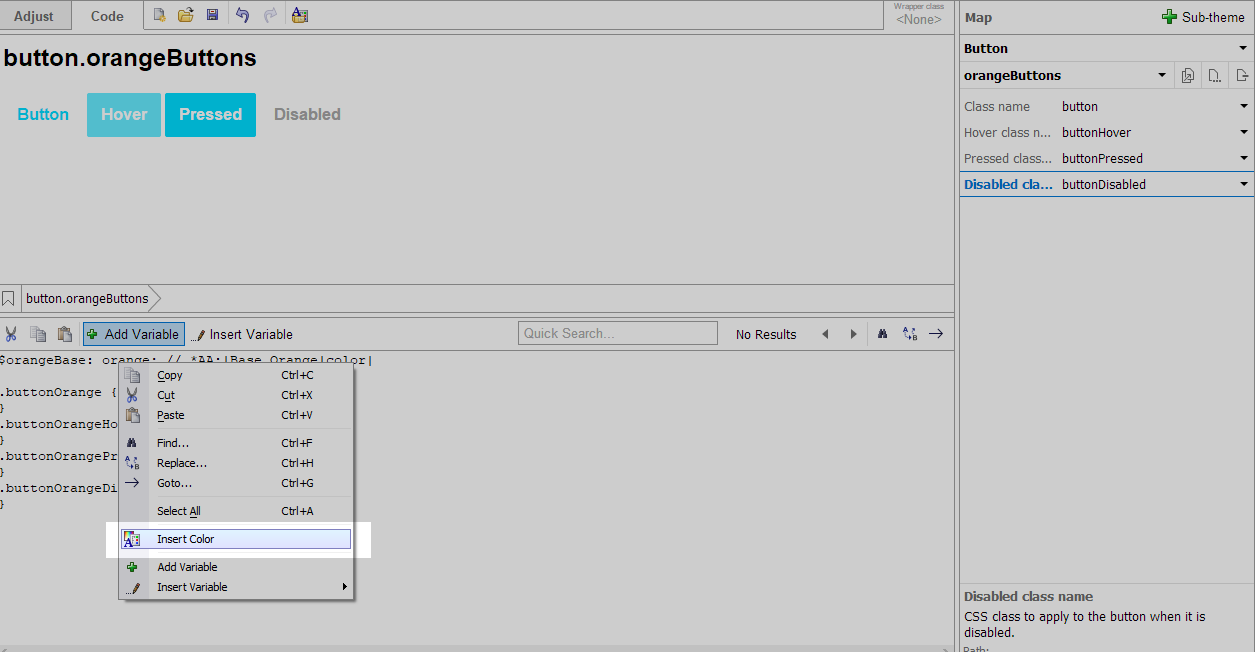 Adjust
Code
Wrapper class
<None>
Map
Sub-theme
button.orangeButtons
Button
Hover
Pressed
Disabled
Button
orangeButtons
Class name button
Hover class n... buttonHover
Pressed class... buttonPressed
Disabled cla... buttonDisabled
button.orangeButtons
Add Variable
Insert Variable
Quick Search...
No Results
$orangeBase: orange; // *AA:|Base Orange|color|
.buttonOrange {
}
.buttonOrangeHo
}
.buttonOrangePr
}
.buttonOrangeDi
}
Copy Ctrl+C
Cut Ctrl+X
Paste Ctrl+V
Find... Ctrl+F
Replace... Ctrl+H
Goto... Ctrl+G
Select All Ctrl+A
Insert Color
Add Variable
Insert Variable
Disabled class name
CSS class to apply to the button when it is
disabled.
Path: